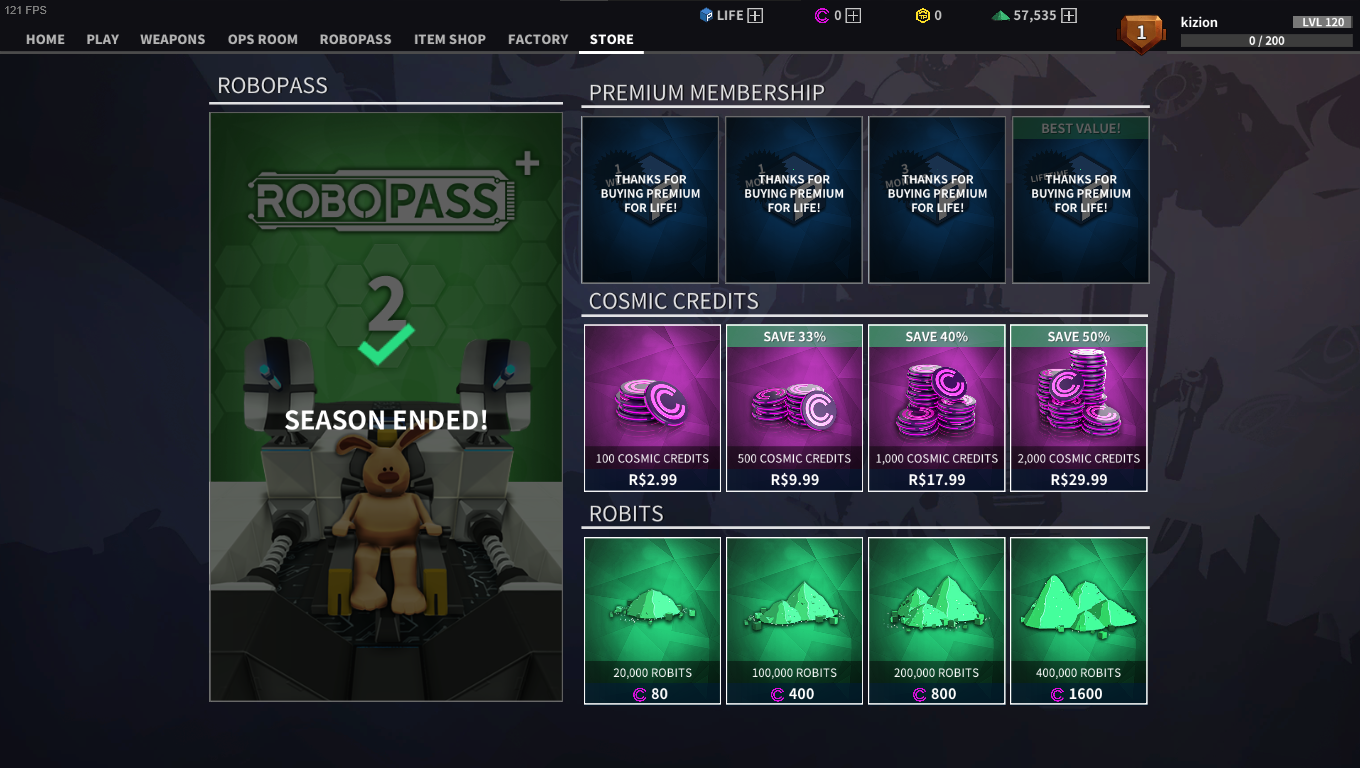 121 FPS
LIFE
0
0
57,535
1
kizion
LVL 120
0 / 200
HOME
PLAY
WEAPONS
OPS ROOM
ROBOPASS
ITEM SHOP
FACTORY
STORE
ROBOPASS
ROBOPASS
2
SEASON ENDED!
PREMIUM MEMBERSHIP
1
THANKS FOR
BUYING PREMIUM
FOR LIFE!
1
THANKS FOR
BUYING PREMIUM
FOR LIFE!
3
THANKS FOR
BUYING PREMIUM
FOR LIFE!
BEST VALUE!
LIFETIME
THANKS FOR
BUYING PREMIUM
FOR LIFE!
COSMIC CREDITS
100 COSMIC CREDITS
R$2.99
SAVE 33%
500 COSMIC CREDITS
R$9.99
SAVE 40%
1,000 COSMIC CREDITS
R$17.99
SAVE 50%
2,000 COSMIC CREDITS
R$29.99
ROBITS
20,000 ROBITS
80
100,000 ROBITS
400
200,000 ROBITS
800
400,000 ROBITS
1600